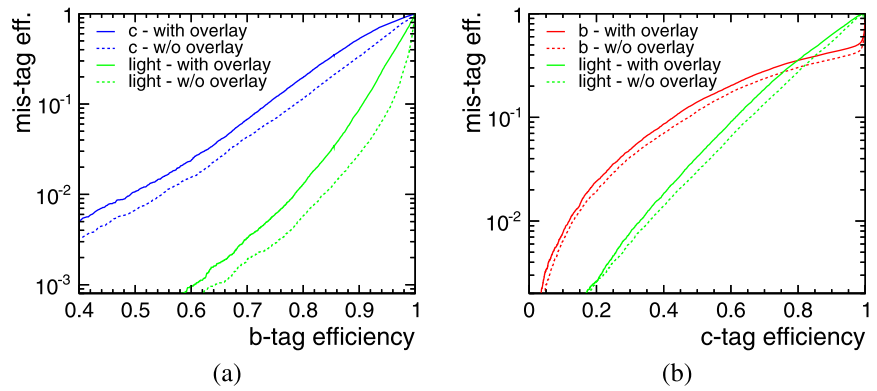 mis-tag eff.
1
10^-1
10^-2
10^-3
c - with overlay
c - w/o overlay
light - with overlay
light - w/o overlay
0.4 0.5 0.6 0.7 0.8 0.9 1
b-tag efficiency
(a)
mis-tag eff.
1
10^-1
10^-2
b - with overlay
b - w/o overlay
light - with overlay
light - w/o overlay
0 0.2 0.4 0.6 0.8 1
c-tag efficiency
(b)